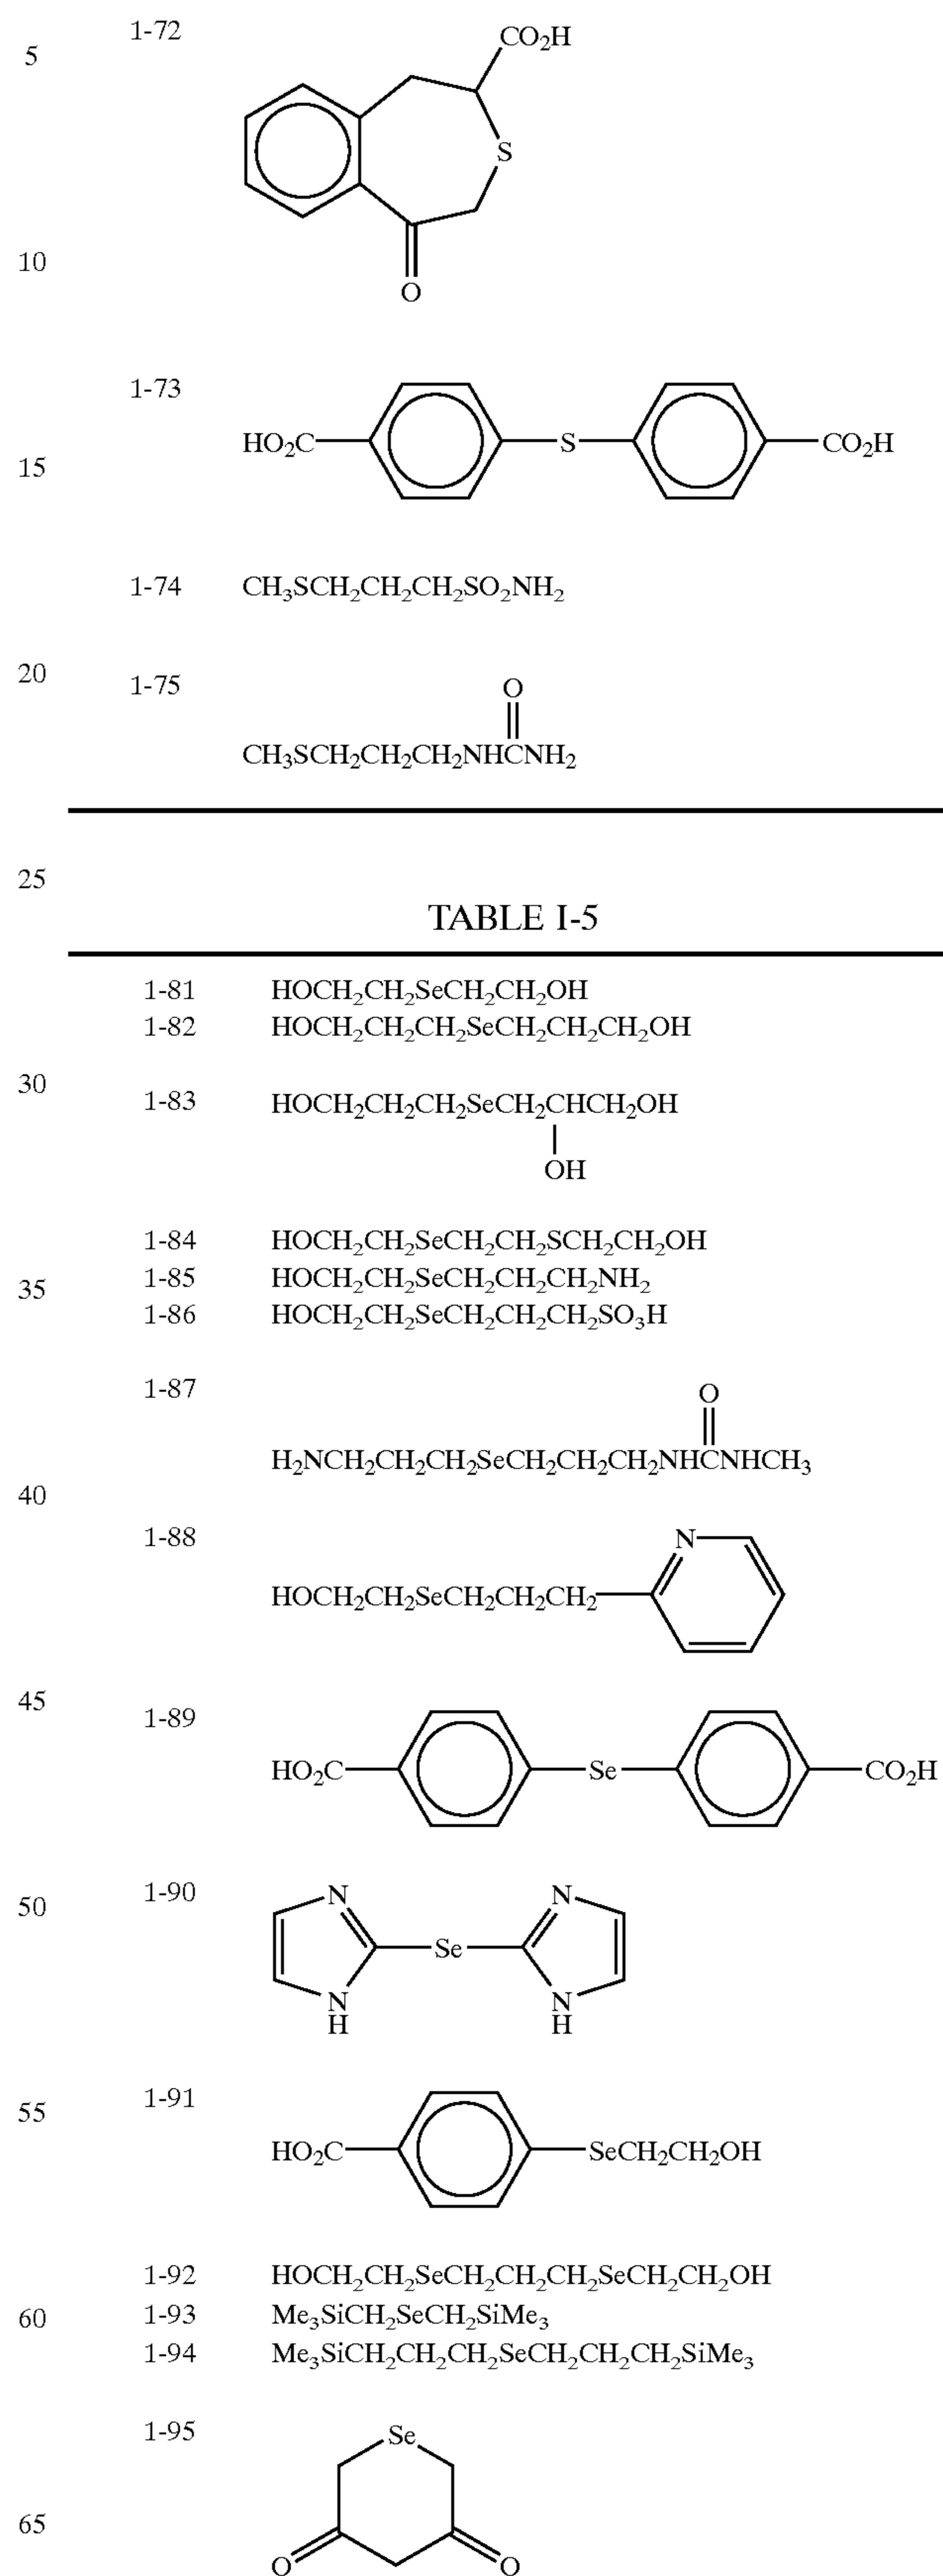 1-72
CO₂H
5
S
10
O
1-73
HO₂C S CO₂H
15
1-74 CH₃SCH₂CH₂CH₂SO₂NH₂
20
1-75
O
CH₃SCH₂CH₂CH₂NHCNH₂
25
TABLE I-5
1-81 HOCH₂CH₂SeCH₂CH₂OH
1-82 HOCH₂CH₂CH₂SeCH₂CH₂CH₂OH
30
1-83 HOCH₂CH₂CH₂SeCH₂CHCH₂OH
OH
1-84 HOCH₂CH₂SeCH₂CH₂SCH₂CH₂OH
35
1-85 HOCH₂CH₂SeCH₂CH₂CH₂NH₂
1-86 HOCH₂CH₂SeCH₂CH₂CH₂SO₃H
1-87
O
H₂NCH₂CH₂CH₂SeCH₂CH₂CH₂NHCNHCH₃
40
1-88
N
HOCH₂CH₂SeCH₂CH₂CH₂
45
1-89
HO₂C Se CO₂H
50
1-90
N N
Se
N N
H H
55
1-91
HO₂C SeCH₂CH₂OH
1-92 HOCH₂CH₂SeCH₂CH₂CH₂SeCH₂CH₂OH
60
1-93 Me₃SiCH₂SeCH₂SiMe₃
1-94 Me₃SiCH₂CH₂CH₂SeCH₂CH₂CH₂SiMe₃
1-95
Se
65
O O